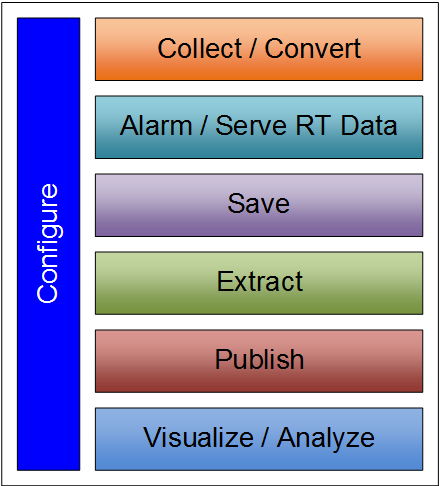 Configure
Collect / Convert
Alarm / Serve RT Data
Save
Extract
Publish
Visualize / Analyze